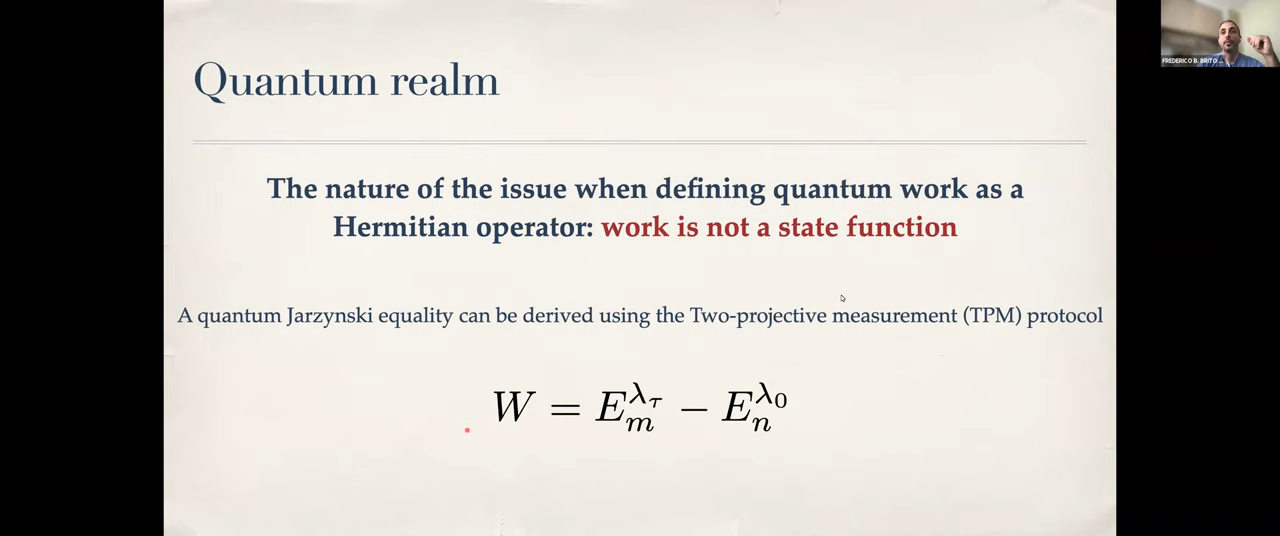 Quantum realm
The nature of the issue when defining quantum work as a
Hermitian operator: work is not a state function
A quantum Jarzynski equality can be derived using the Two-projective measurement (TPM) protocol
W = E_m^{λ_τ} − E_n^{λ_0}
FREDERICO B. BRITO ...